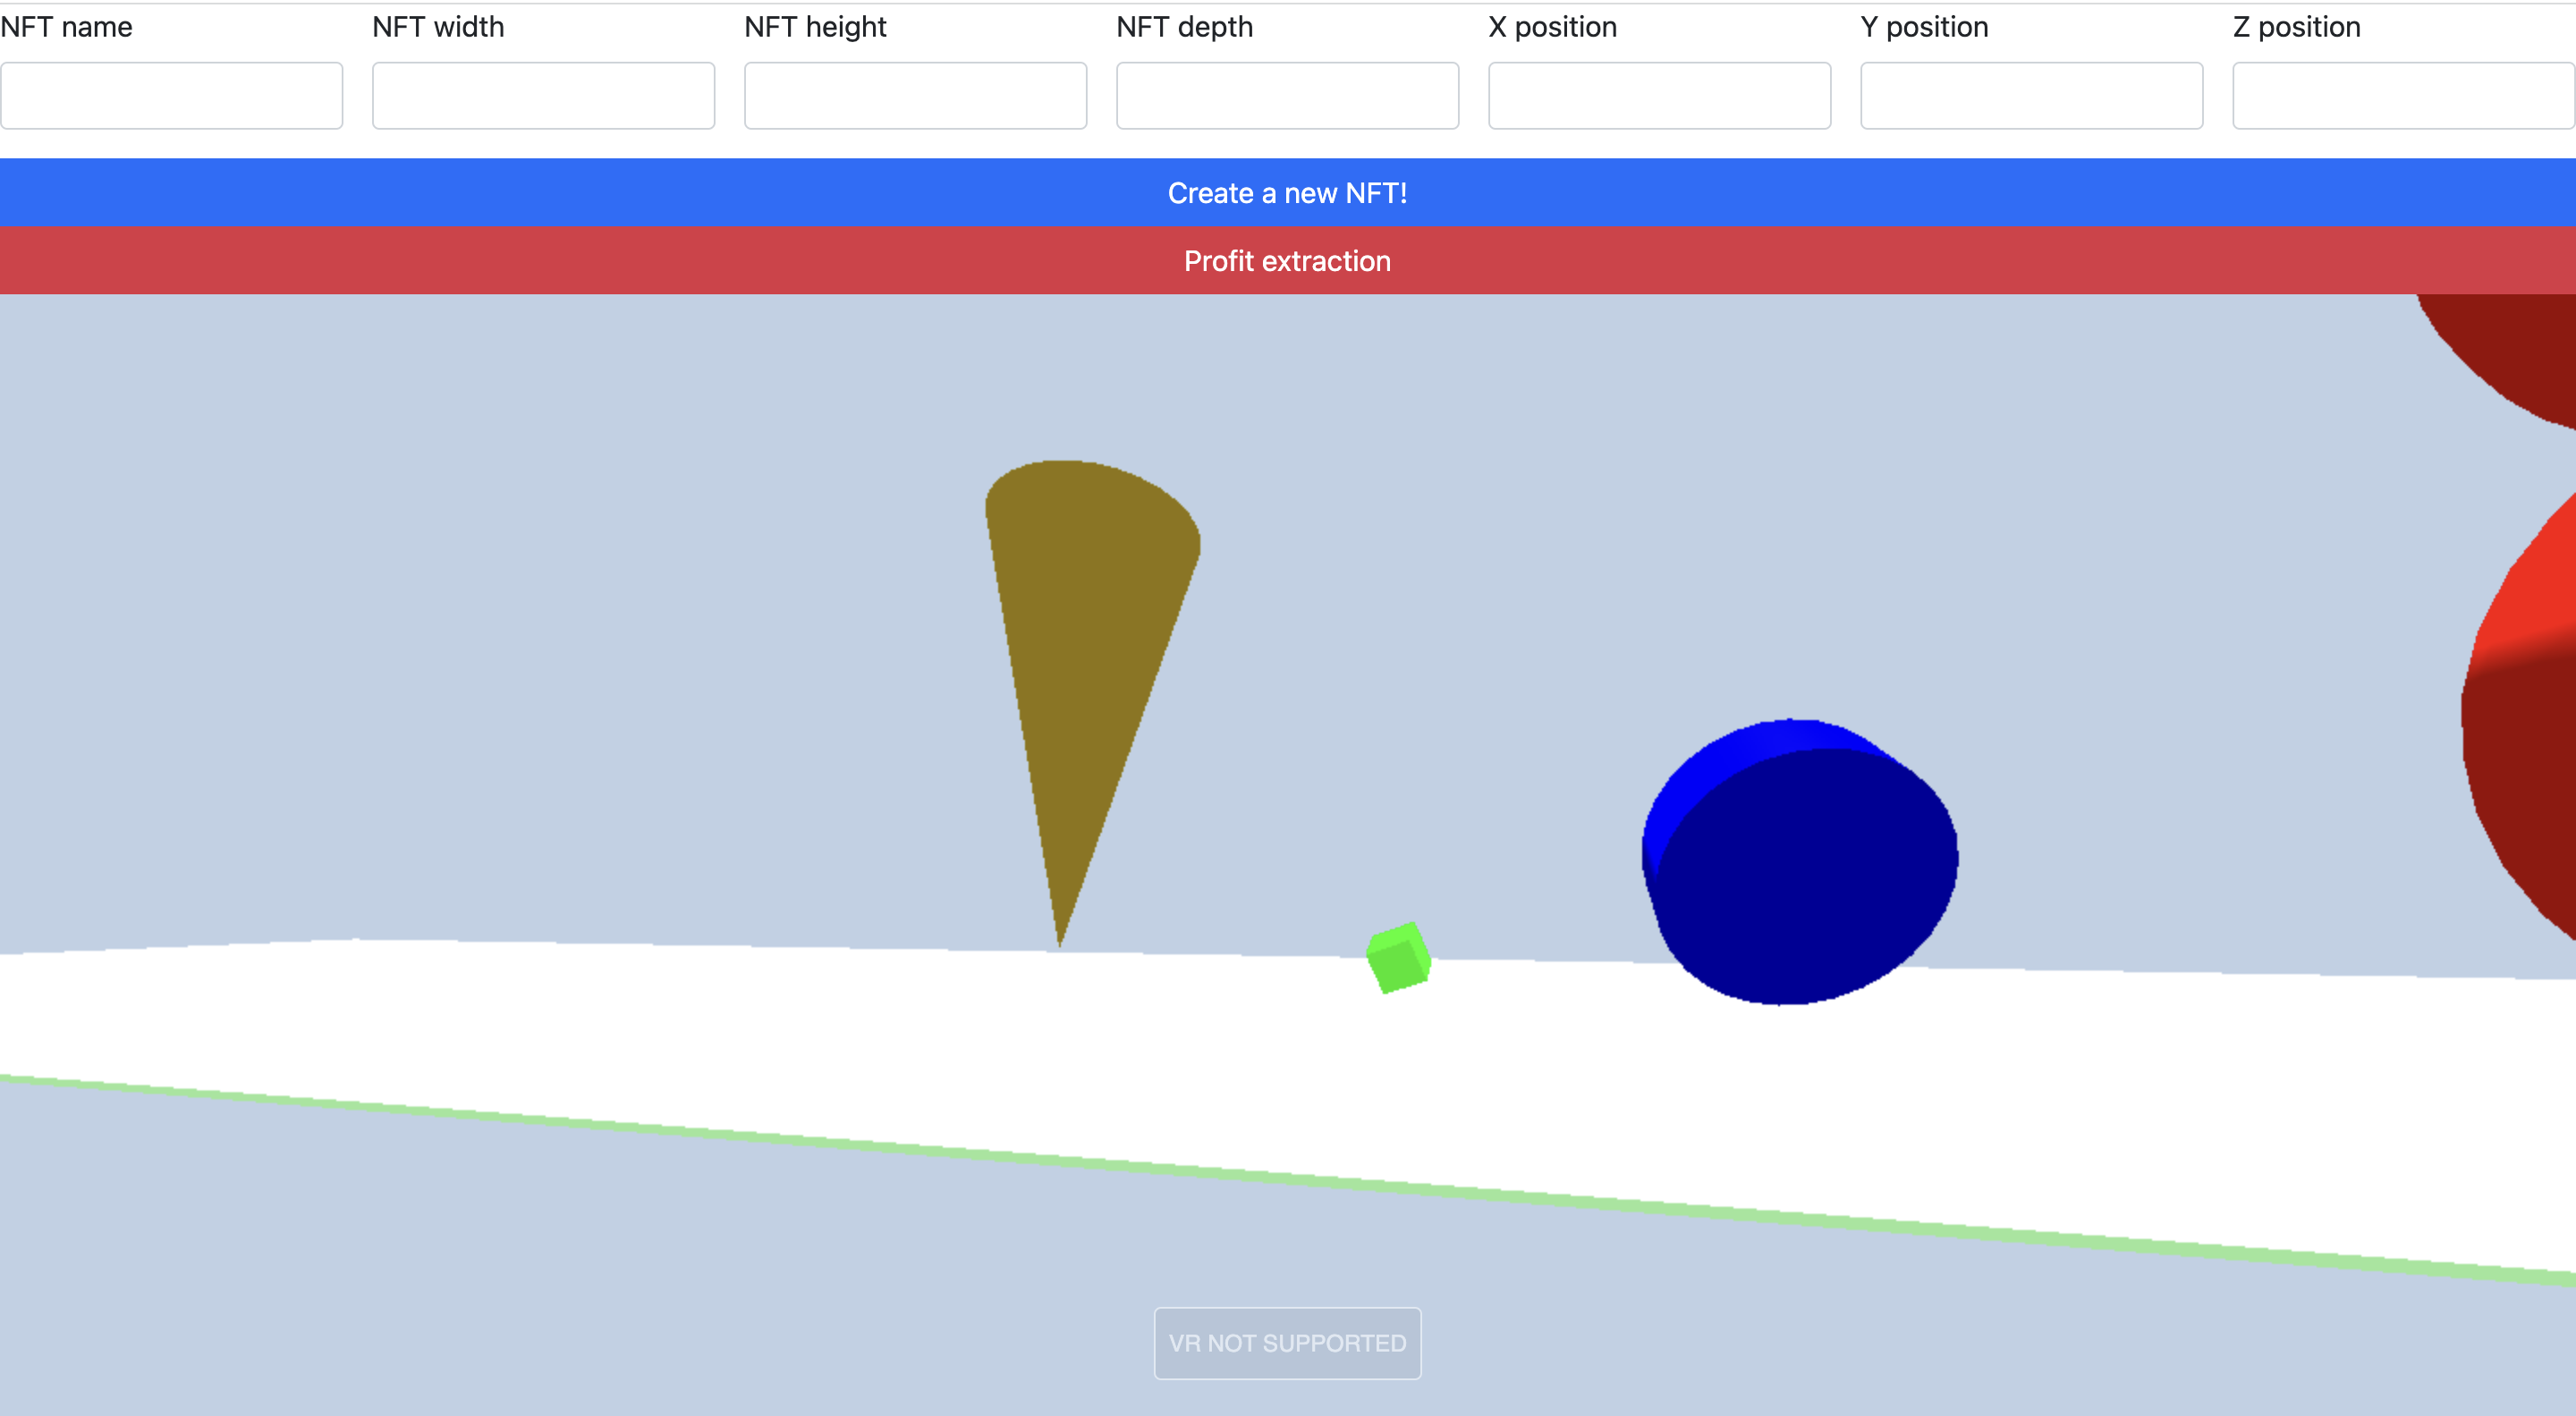 NFT name NFT width NFT height NFT depth X position Y position Z position
Create a new NFT!
Profit extraction
VR NOT SUPPORTED